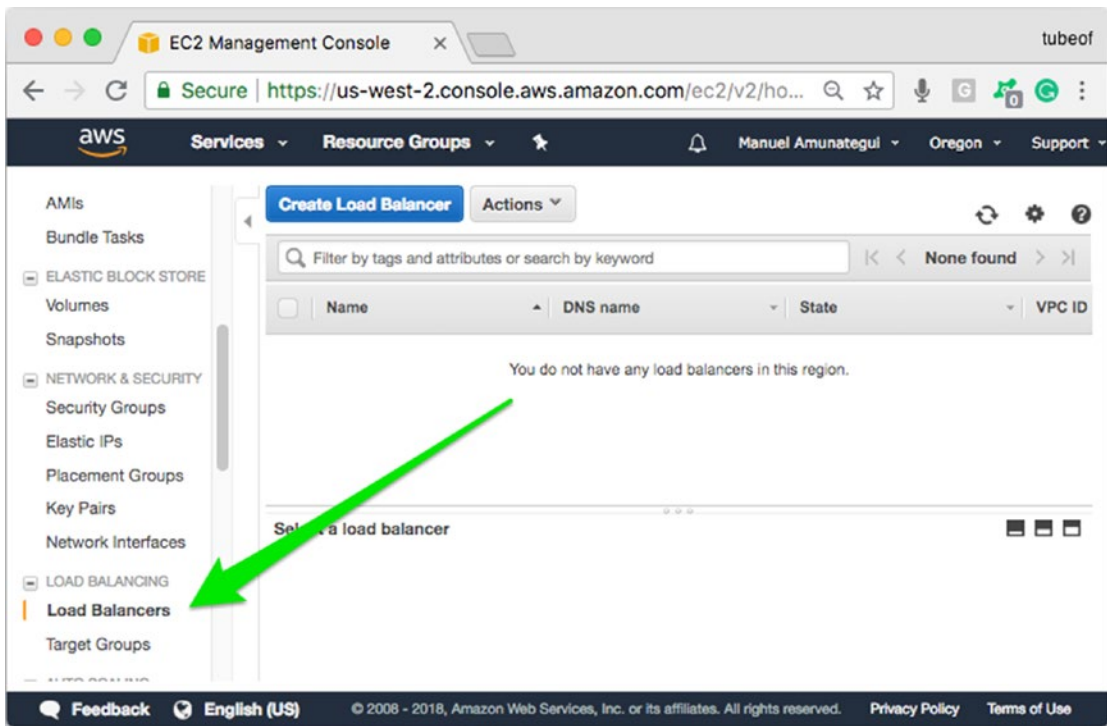 EC2 Management Console
tubeof
Secure https://us-west-2.console.aws.amazon.com/ec2/v2/ho...
G
0
G
aws Services Resource Groups Manuel Amunategui Oregon Support
AMIs
Bundle Tasks
ELASTIC BLOCK STORE
Volumes
Snapshots
NETWORK & SECURITY
Security Groups
Elastic IPs
Placement Groups
Key Pairs
Network Interfaces
LOAD BALANCING
Load Balancers
Target Groups
Create Load Balancer Actions
Filter by tags and attributes or search by keyword None found
Name DNS name State VPC ID
You do not have any load balancers in this region.
Select a load balancer
Feedback English (US) © 2008 - 2018, Amazon Web Services, Inc. or its affiliates. All rights reserved. Privacy Policy Terms of Use